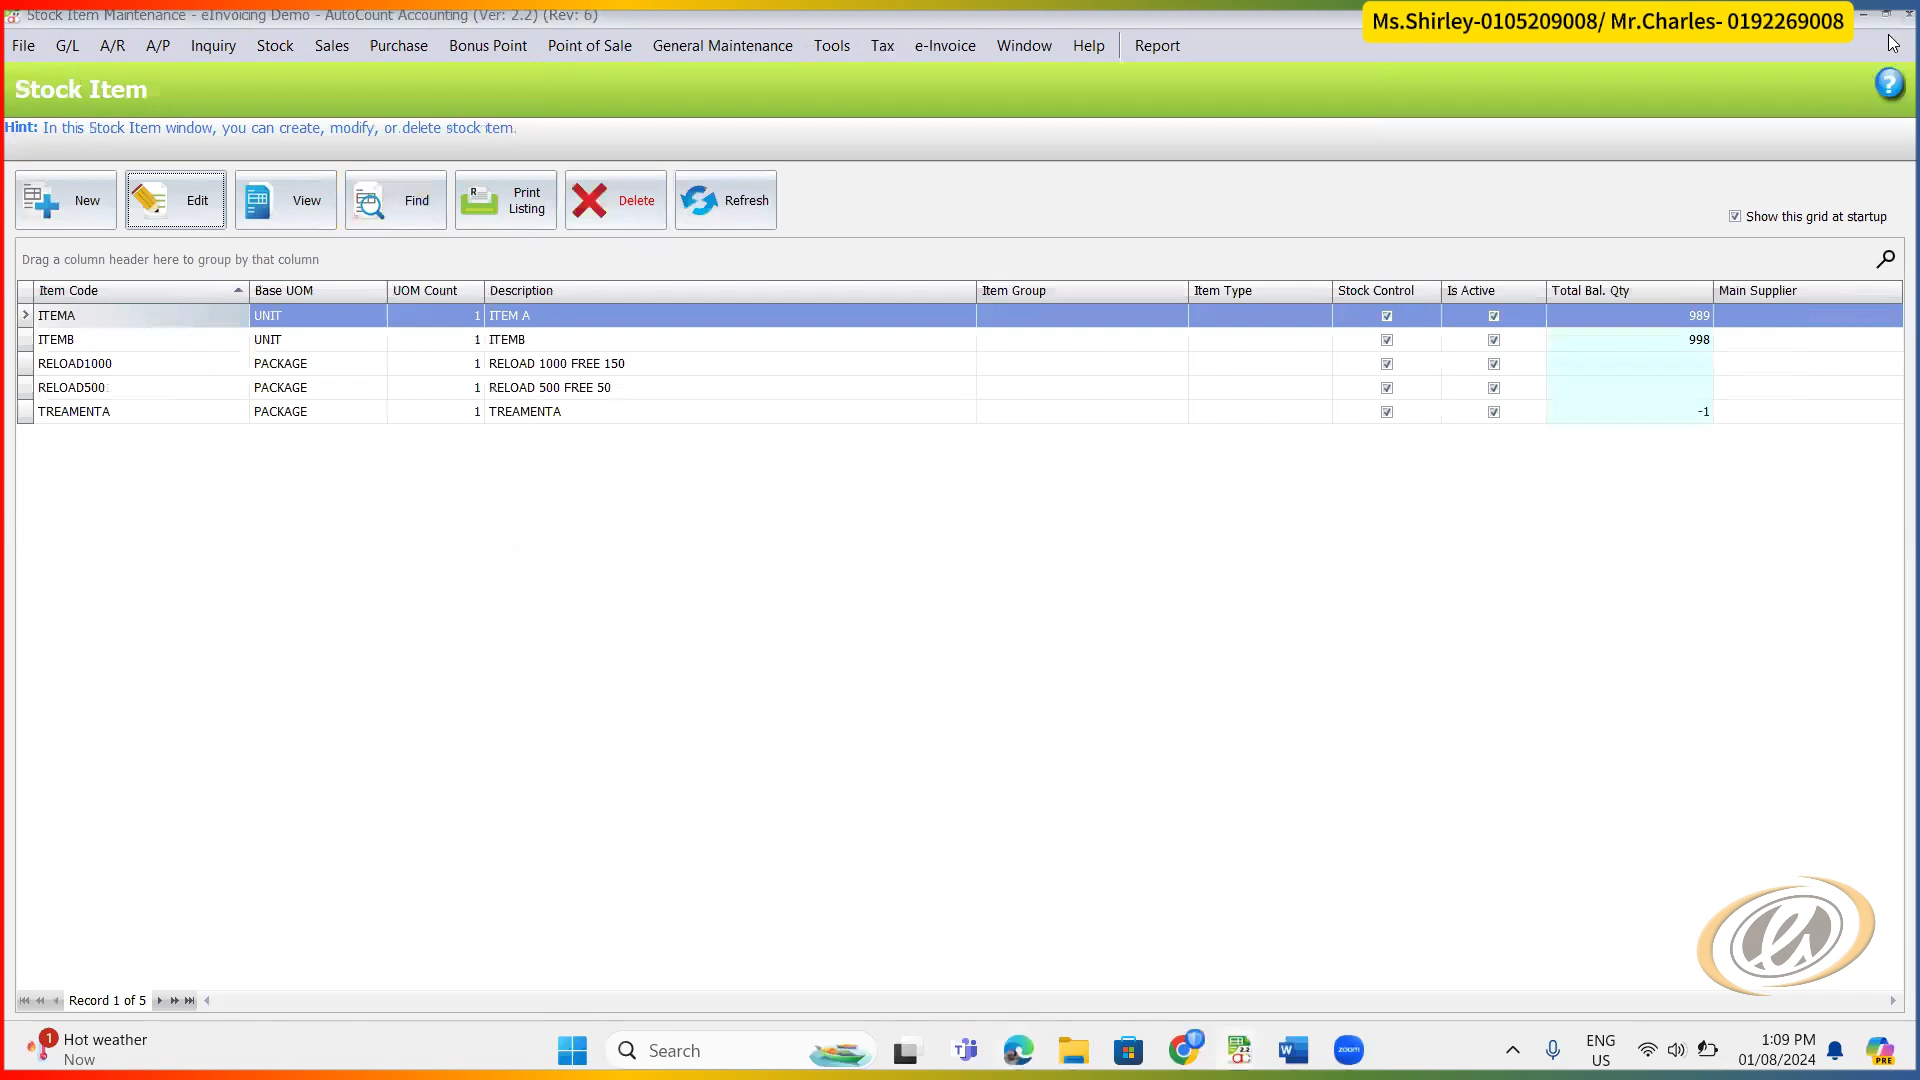 Stock Item Maintenance - eInvoicing Demo - AutoCount Accounting (Ver: 2.2) (Rev: 6)
Ms.Shirley-0105209008/ Mr.Charles- 0192269008
File G/L A/R A/P Inquiry Stock Sales Purchase Bonus Point Point of Sale General Maintenance Tools Tax e-Invoice Window Help Report
Stock Item
Hint: In this Stock Item window, you can create, modify, or delete stock item.
New Edit View Find Print Listing Delete Refresh
Show this grid at startup
Drag a column header here to group by that column
Item Code Base UOM UOM Count Description Item Group Item Type Stock Control Is Active Total Bal. Qty Main Supplier
ITEMA UNIT 1 ITEM A 989
ITEMB UNIT 1 ITEMB 998
RELOAD1000 PACKAGE 1 RELOAD 1000 FREE 150
RELOAD500 PACKAGE 1 RELOAD 500 FREE 50
TREAMENTA PACKAGE 1 TREAMENTA -1
Record 1 of 5
1 Hot weather
Now
Search
zoom
ENG
US
1:09 PM
01/08/2024
PRE